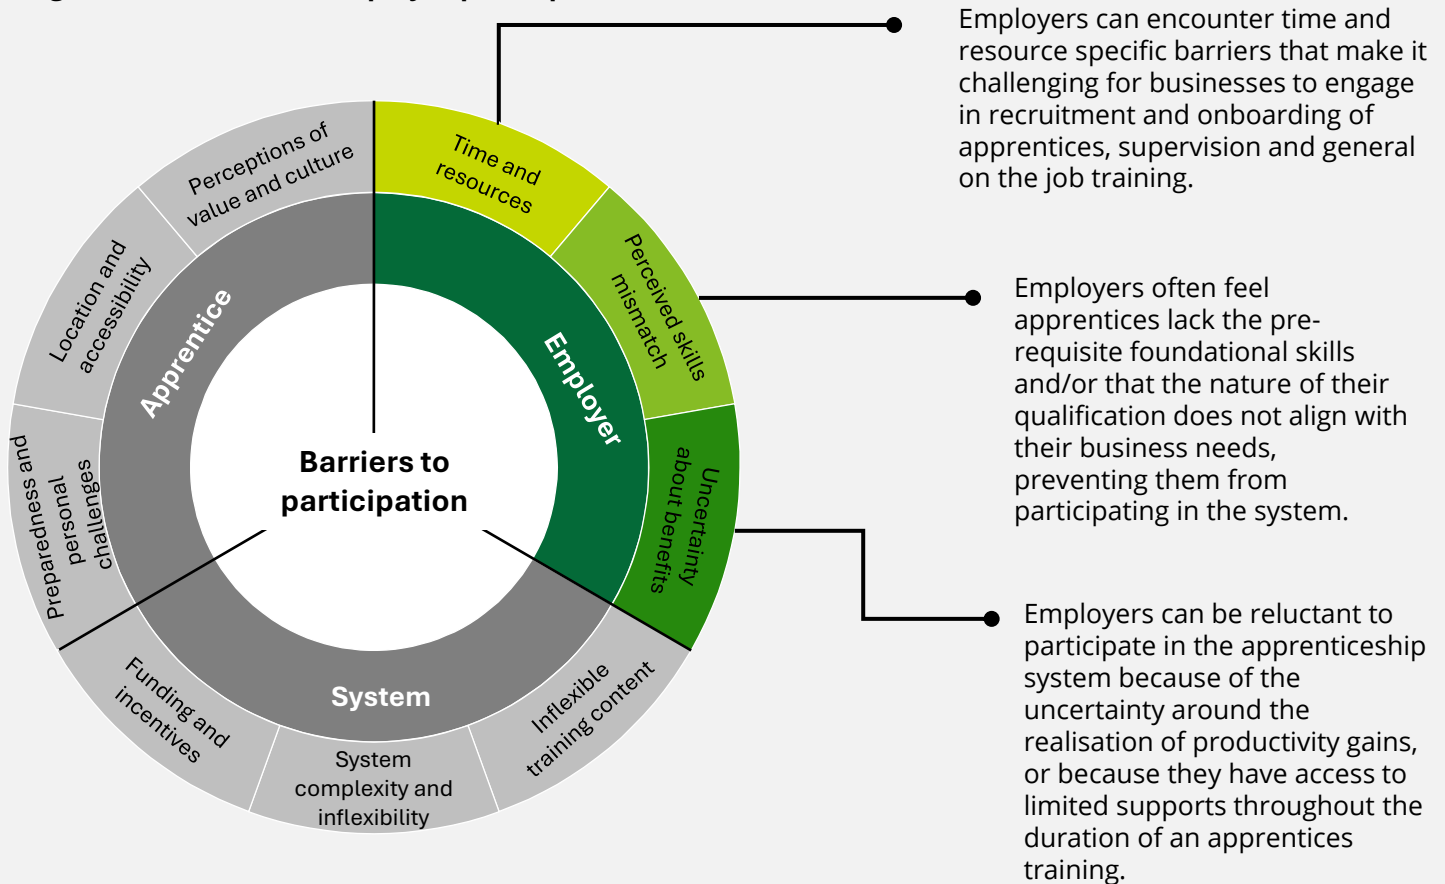 Employers can encounter time and
resource specific barriers that make it
challenging for businesses to engage
in recruitment and onboarding of
apprentices, supervision and general
on the job training.
Perceptions of
value and culture
Time and
resources
Location and
accessibility
Perceived skills
mismatch
Apprentice
Employer
Employers often feel
apprentices lack the pre-
requisite foundational skills
and/or that the nature of their
qualification does not align with
their business needs,
preventing them from
participating in the system.
Preparedness and
personal
challenges
Barriers to
participation
Uncertainty
about benefits
Employers can be reluctant to
participate in the apprenticeship
system because of the
uncertainty around the
realisation of productivity gains,
or because they have access to
limited supports throughout the
duration of an apprentices
training.
System
Funding and
incentives
System
complexity and
inflexibility
Inflexible
training content